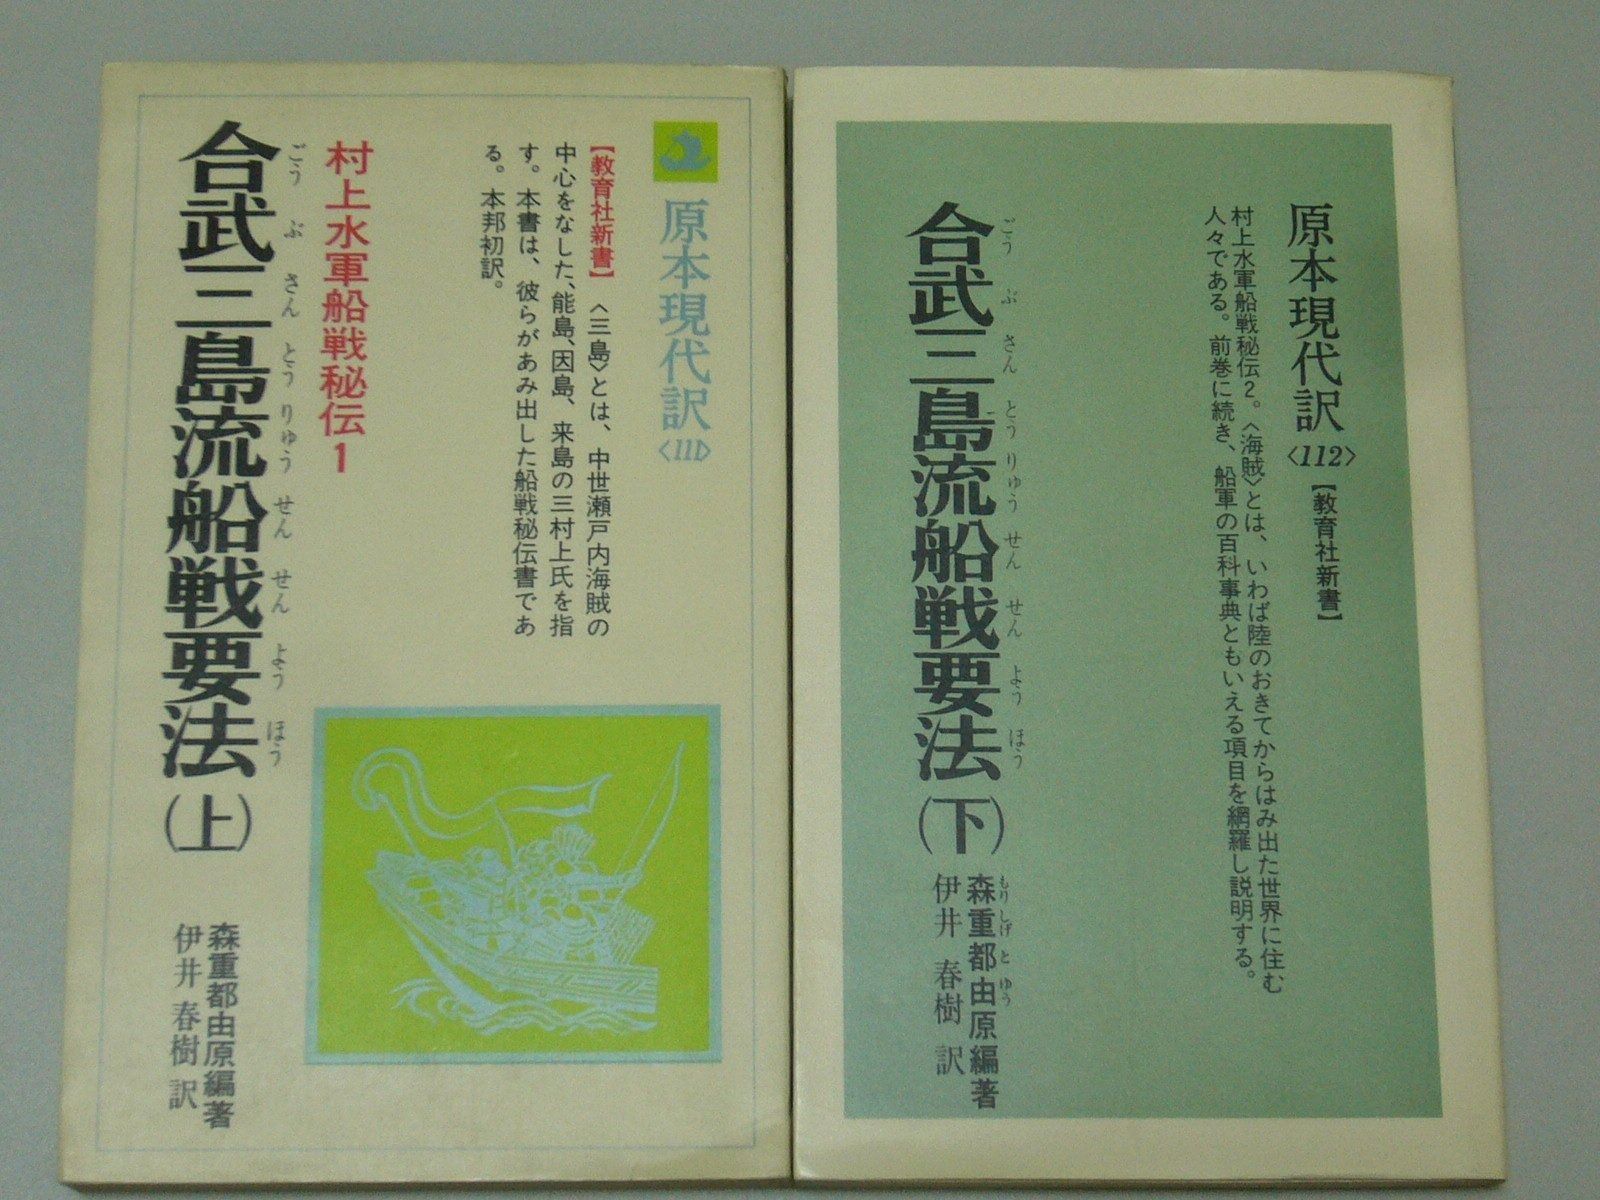 原本現代訳〈111〉
【教育社新書】〈三島〉とは、中世瀬戸内海賊の
中心をなした、能島、因島、来島の三村上氏を指
す。本書は、彼らがあみ出した船戦秘伝書であ
る。本邦初訳。
村上水軍船戦秘伝1
ごうぶさんとうりゅうせんせんようほう
合武三島流船戦要法(上)
森重都由原編著
伊井春樹訳
原本現代訳〈112〉【教育社新書】
村上水軍船戦秘伝2。〈海賊〉とは、いわば陸のおきてからはみ出た世界に住む
人々である。前巻に続き、船軍の百科事典ともいえる項目を網羅し説明する。
ごうぶさんとうりゅうせんせんようほう
合武三島流船戦要法(下)
もりしげとゆう
森重都由原編著
伊井春樹訳